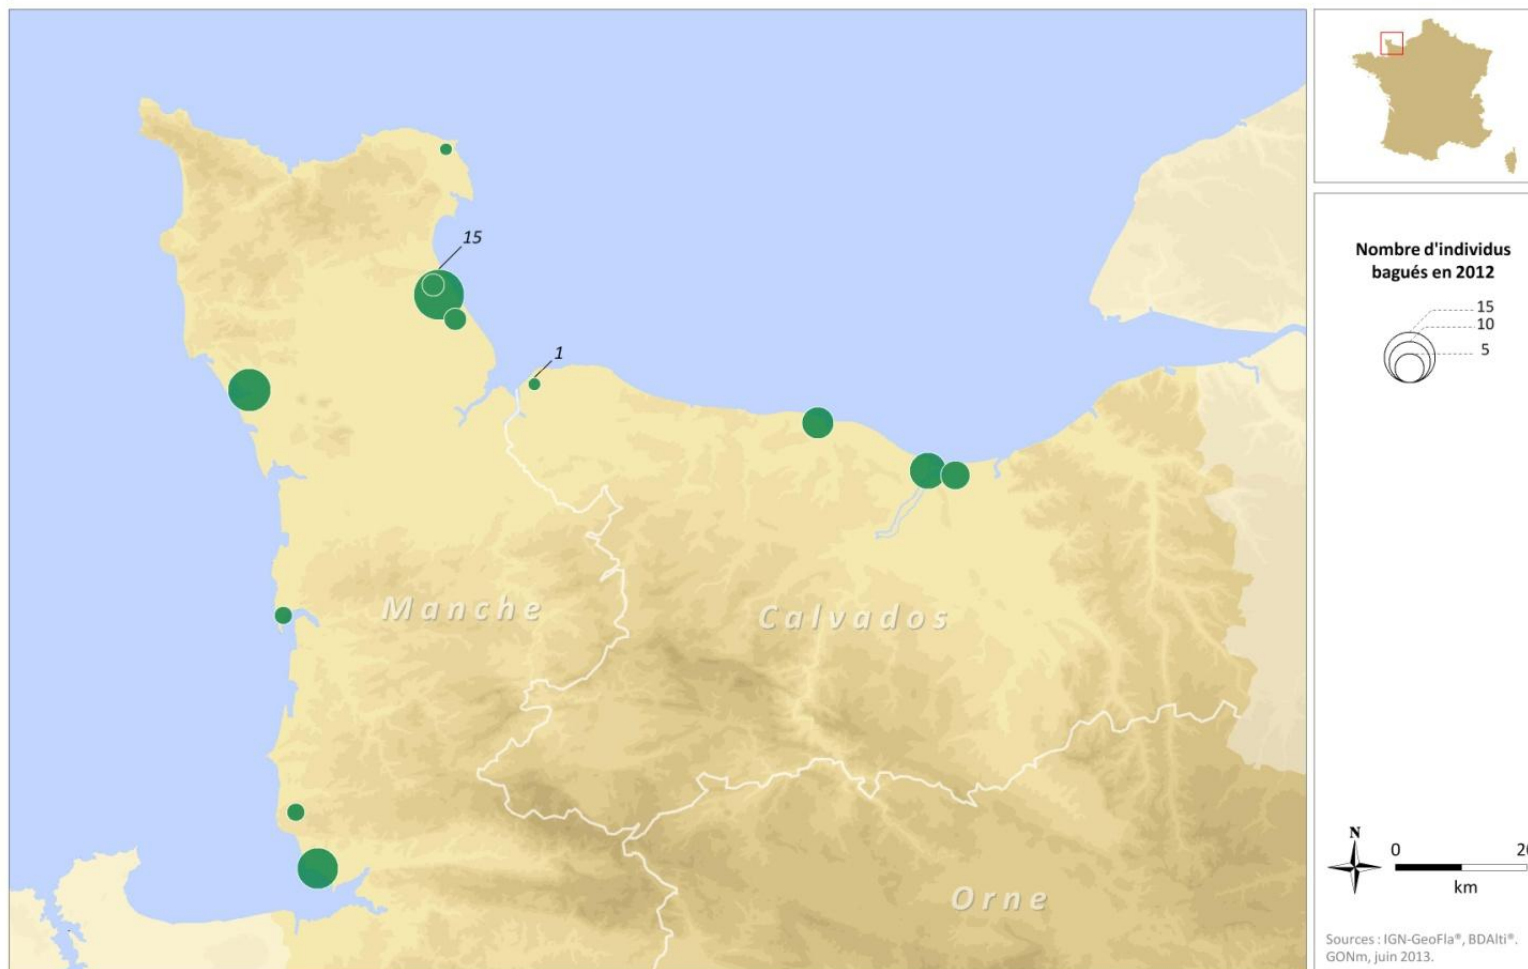 15
1
Manche
Calvados
Orne
Nombre d'individus
bagués en 2012
15
10
5
N
0 20
km
Sources : IGN-GeoFla®, BDAlti®.
GONm, juin 2013.